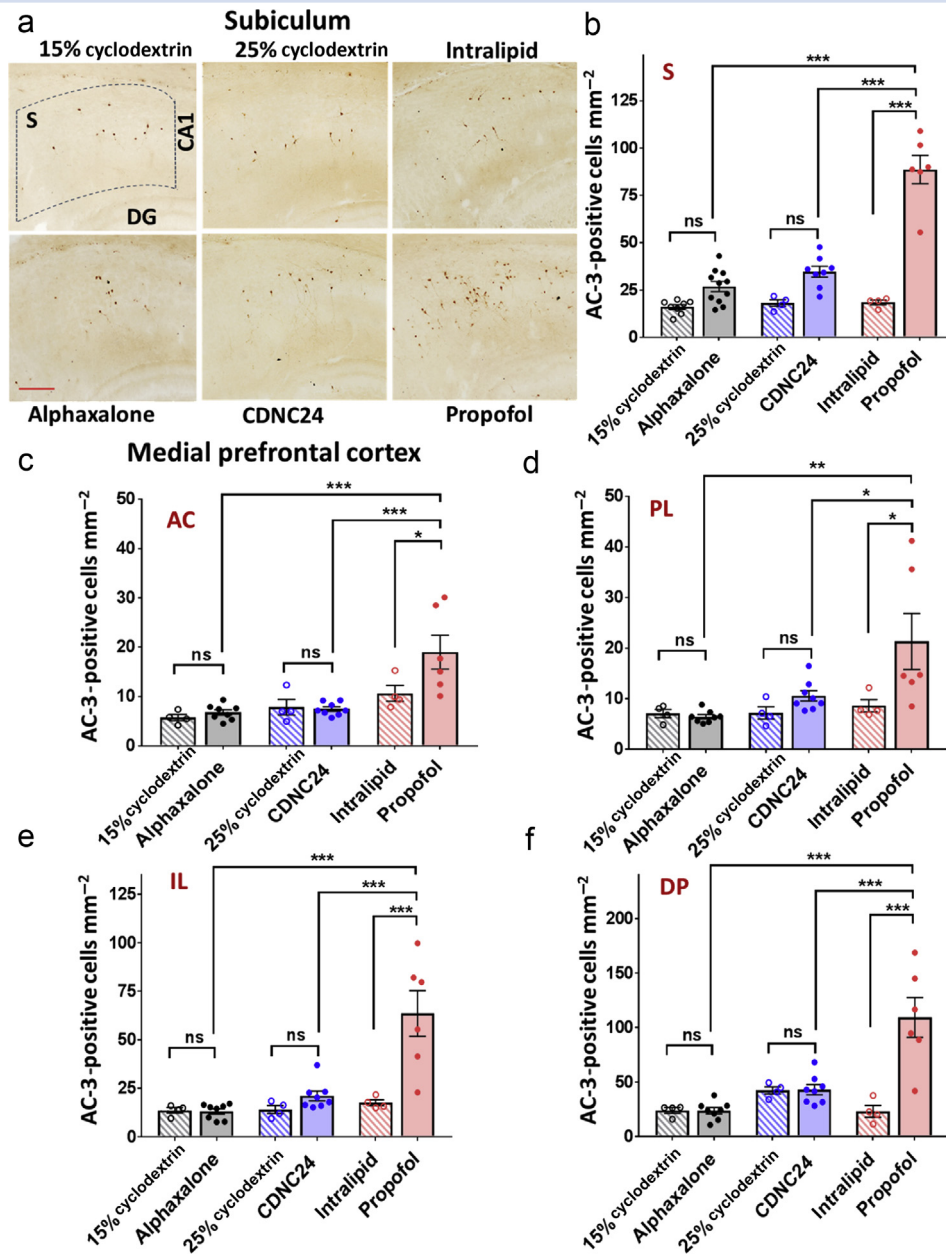 a
Subiculum
15% cyclodextrin
25% cyclodextrin
Intralipid
S
CA1
DG
Alphaxalone
CDNC24
Propofol
b
S
AC-3-positive cells mm−2
125
100
75
50
25
0
ns
ns
***
***
***
15% cyclodextrin
Alphaxalone
25% cyclodextrin
CDNC24
Intralipid
Propofol
Medial prefrontal cortex
c
AC
AC-3-positive cells mm−2
50
40
30
20
10
0
ns
ns
***
***
*
15% cyclodextrin
Alphaxalone
25% cyclodextrin
CDNC24
Intralipid
Propofol
d
PL
AC-3-positive cells mm−2
50
40
30
20
10
0
ns
ns
**
*
*
15% cyclodextrin
Alphaxalone
25% cyclodextrin
CDNC24
Intralipid
Propofol
e
IL
AC-3-positive cells mm−2
125
100
75
50
25
0
ns
ns
***
***
***
15% cyclodextrin
Alphaxalone
25% cyclodextrin
CDNC24
Intralipid
Propofol
f
DP
AC-3-positive cells mm−2
200
150
100
50
0
ns
ns
***
***
***
15% cyclodextrin
Alphaxalone
25% cyclodextrin
CDNC24
Intralipid
Propofol